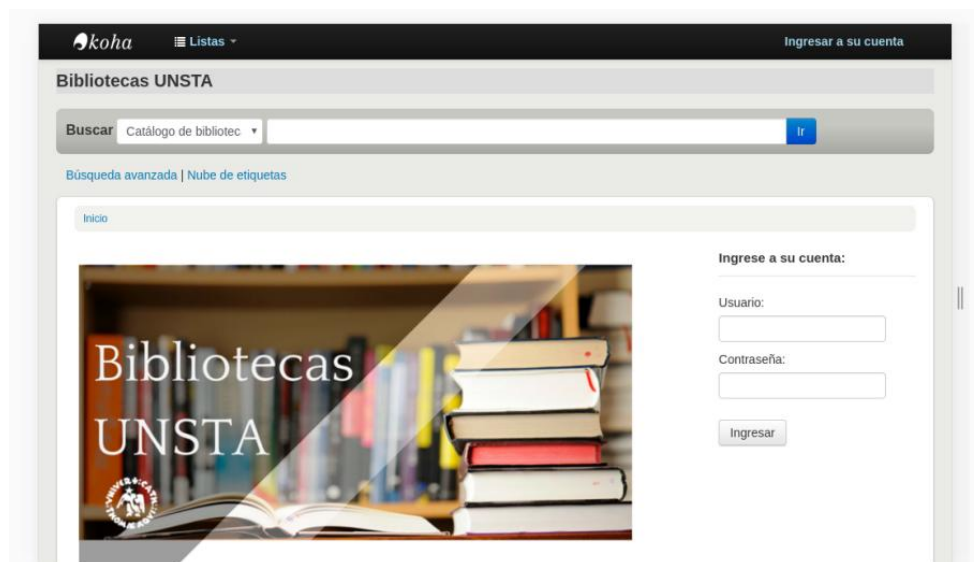 koha Listas Ingresar a su cuenta
Bibliotecas UNSTA
Buscar Catálogo de bibliotec Ir
Búsqueda avanzada | Nube de etiquetas
Inicio
Ingrese a su cuenta:
Usuario:
Contraseña:
Ingresar
Bibliotecas
UNSTA